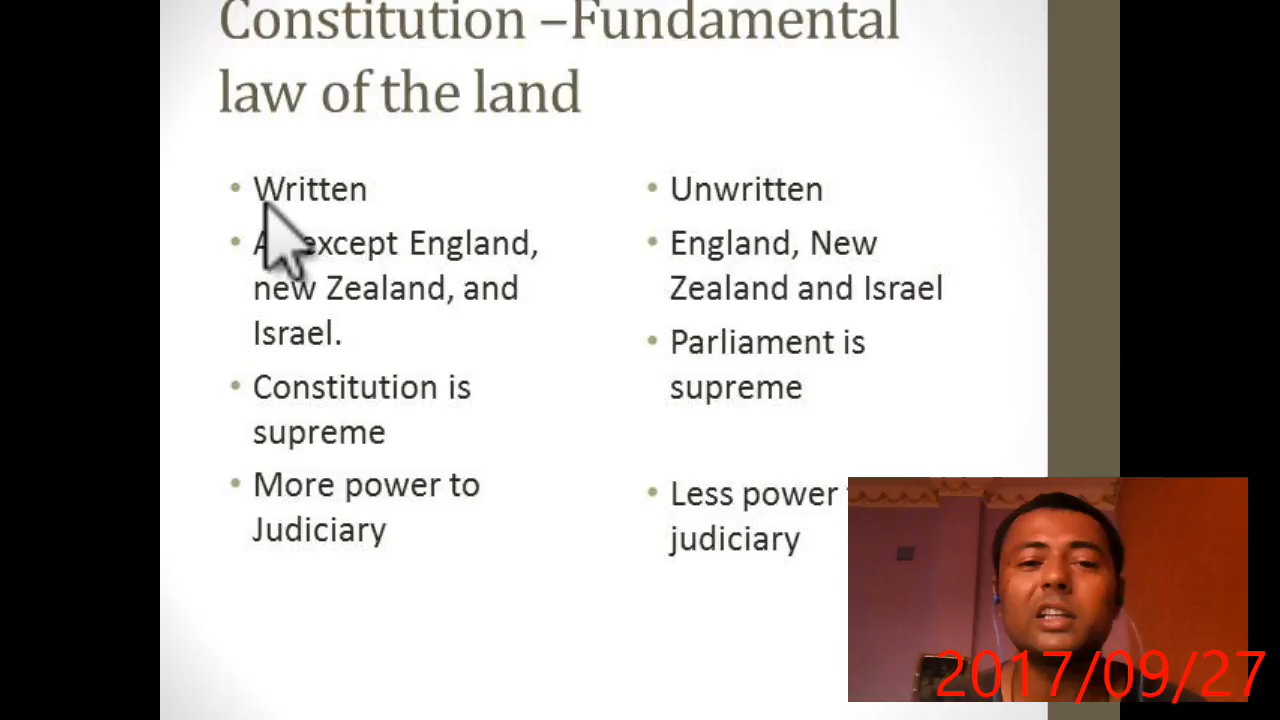 Constitution –Fundamental
law of the land
• Written
• except England,
new Zealand, and
Israel.
• Constitution is
supreme
• More power to
Judiciary
• Unwritten
• England, New
Zealand and Israel
• Parliament is
supreme
• Less power
judiciary
2017/09/27